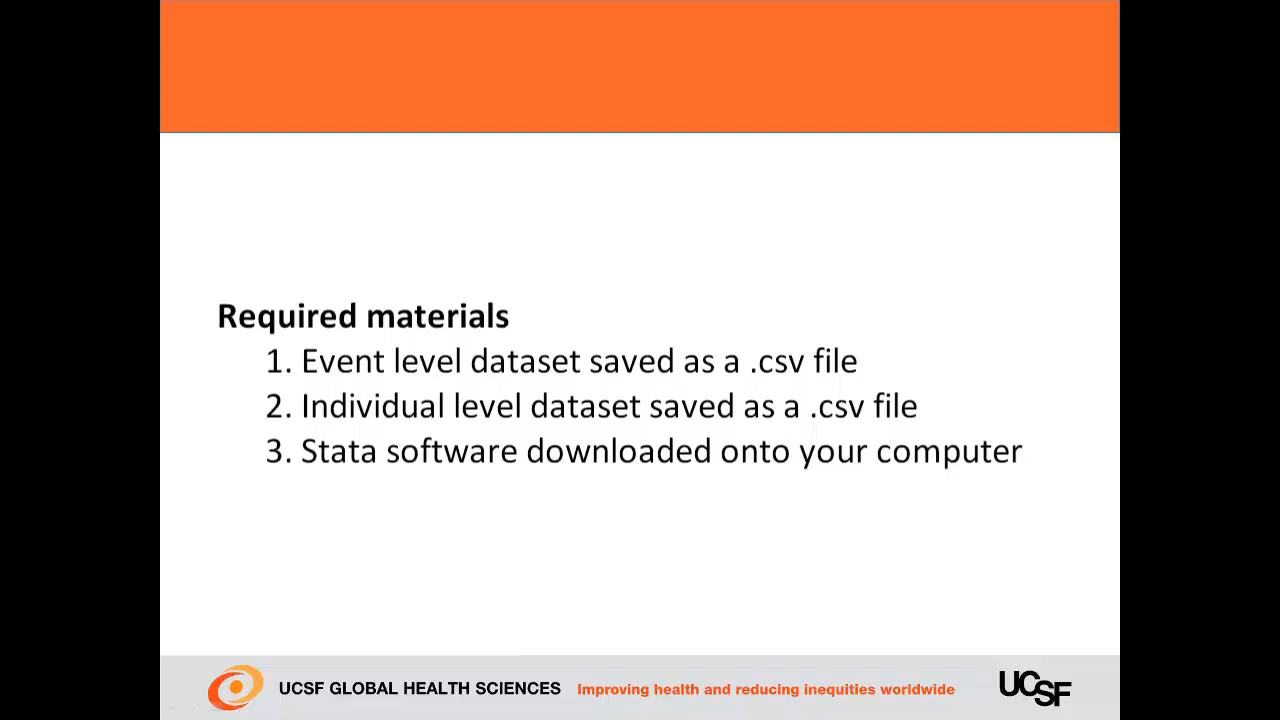 Required materials
1. Event level dataset saved as a .csv file
2. Individual level dataset saved as a .csv file
3. Stata software downloaded onto your computer
UCSF GLOBAL HEALTH SCIENCES Improving health and reducing inequities worldwide UCSF